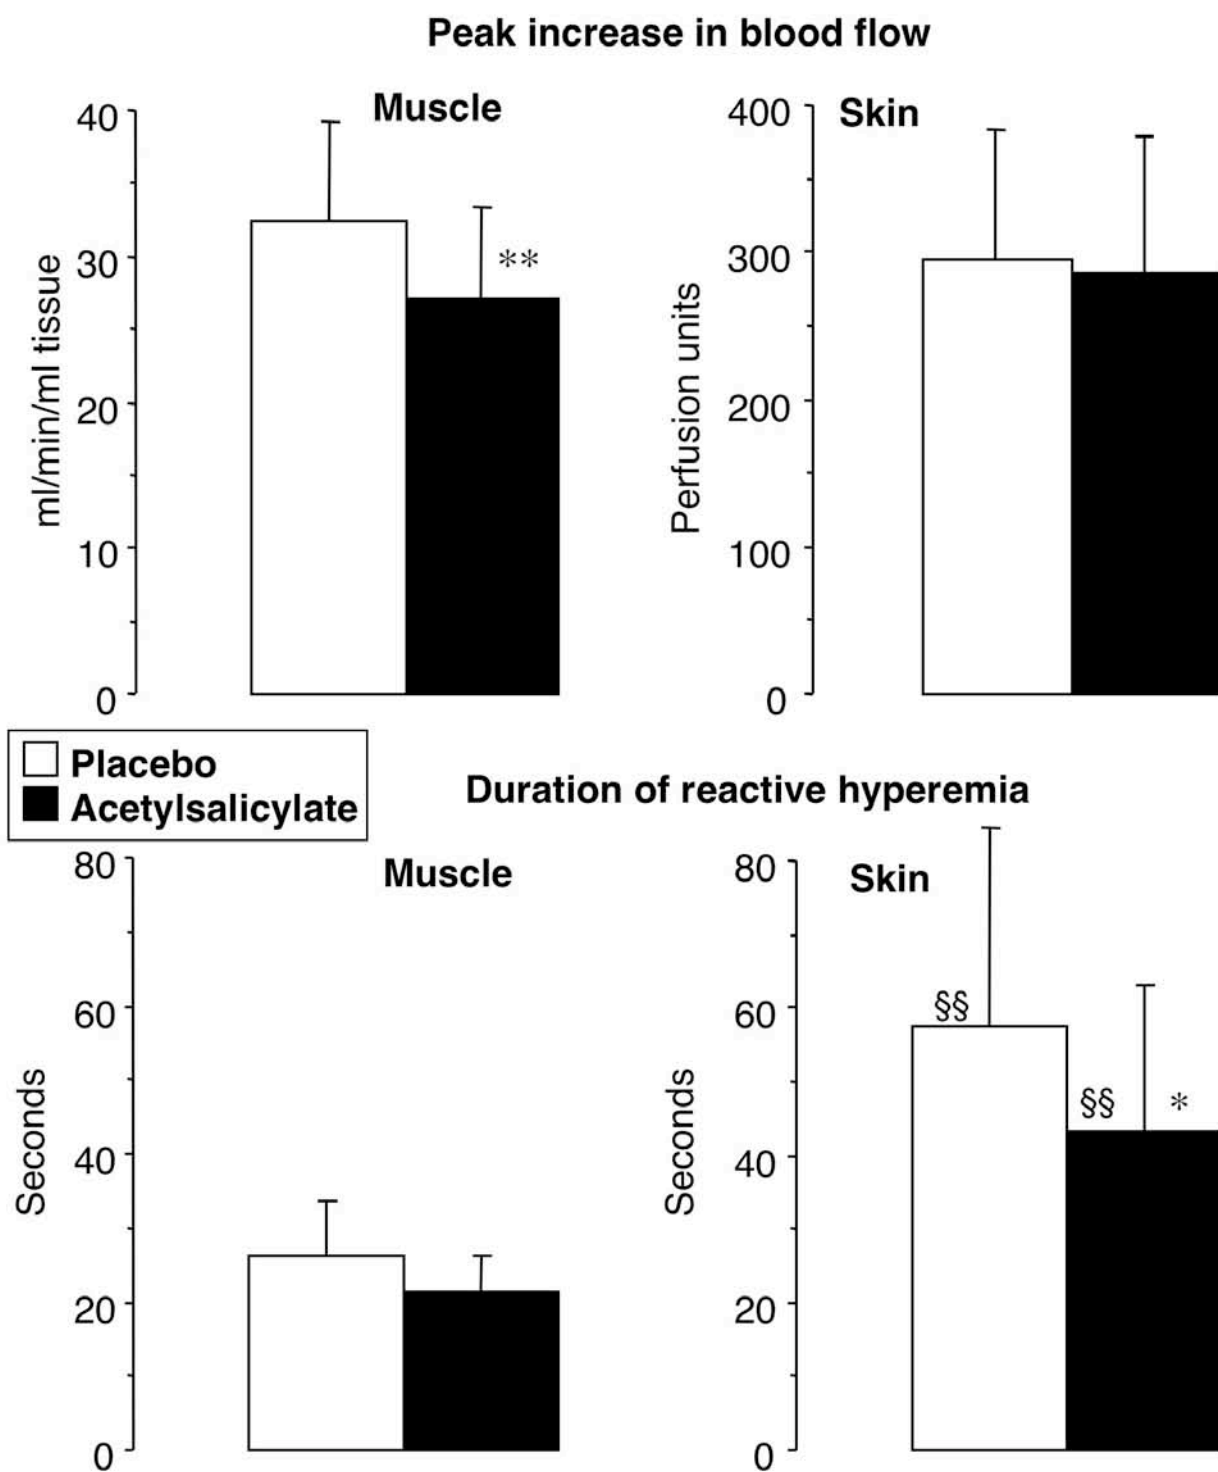 Peak increase in blood flow
Muscle
40
30
20
10
0
ml/min/ml tissue
**
Skin
400
300
200
100
0
Perfusion units
Placebo
Acetylsalicylate
Duration of reactive hyperemia
Muscle
80
60
40
20
0
Seconds
Skin
80
60
40
20
0
Seconds
§§
§§ *